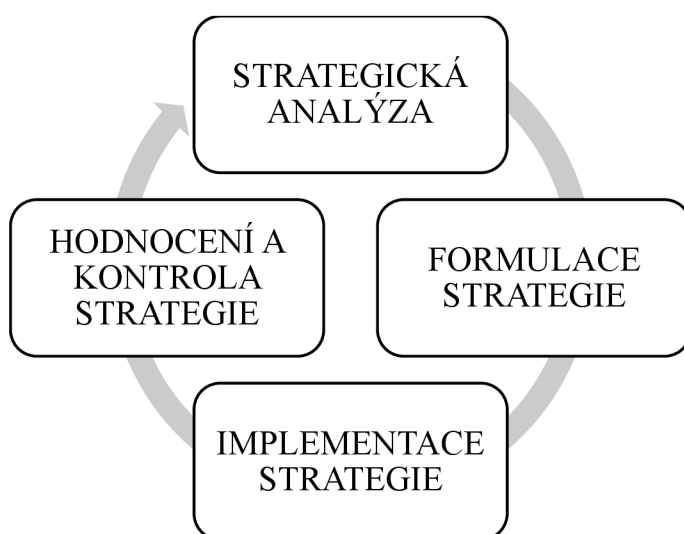 STRATEGICKÁ
ANALÝZA
FORMULACE
STRATEGIE
IMPLEMENTACE
STRATEGIE
HODNOCENÍ A
KONTROLA
STRATEGIE